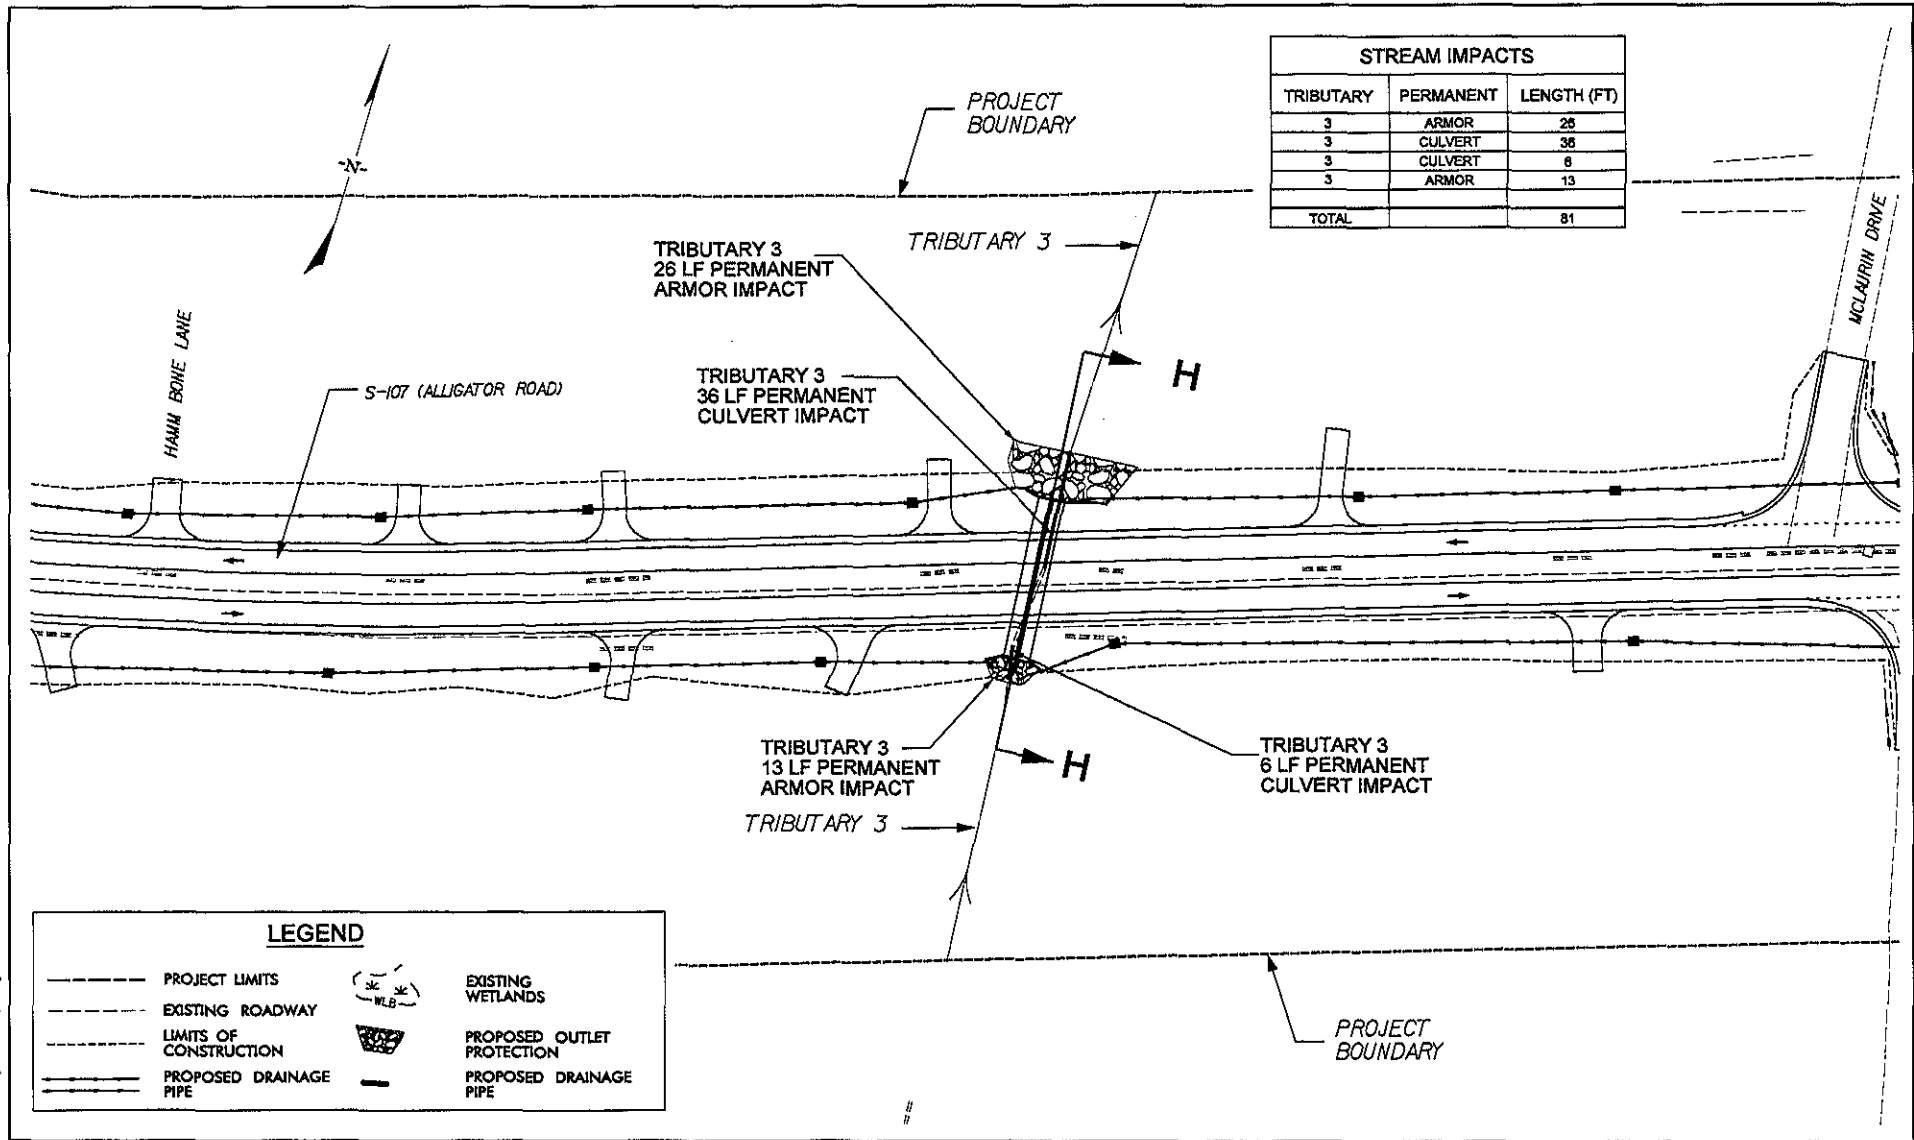 STREAM IMPACTS
TRIBUTARY PERMANENT LENGTH (FT)
3 ARMOR 26
3 CULVERT 36
3 CULVERT 6
3 ARMOR 13
TOTAL 81
PROJECT
BOUNDARY
-N-
TRIBUTARY 3
TRIBUTARY 3
26 LF PERMANENT
ARMOR IMPACT
MCLAURIN DRIVE
HAMM BONE LANE
S-107 (ALLIGATOR ROAD)
TRIBUTARY 3
36 LF PERMANENT
CULVERT IMPACT
H
TRIBUTARY 3
13 LF PERMANENT
ARMOR IMPACT
H
TRIBUTARY 3
6 LF PERMANENT
CULVERT IMPACT
TRIBUTARY 3
PROJECT
BOUNDARY
LEGEND
PROJECT LIMITS
EXISTING ROADWAY
LIMITS OF
CONSTRUCTION
PROPOSED DRAINAGE
PIPE
WLB
EXISTING
WETLANDS
PROPOSED OUTLET
PROTECTION
PROPOSED DRAINAGE
PIPE